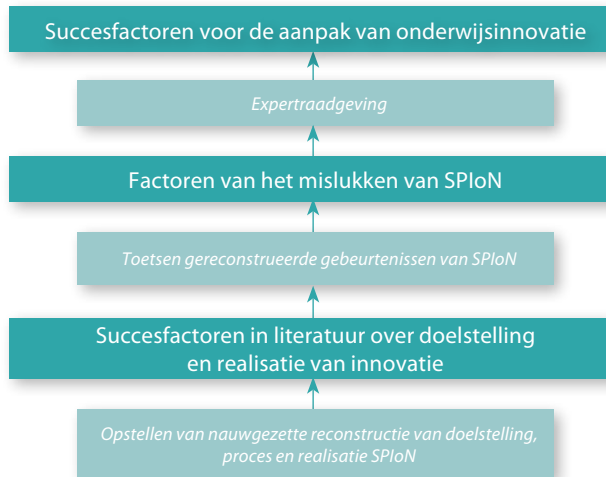 Succesfactoren voor de aanpak van onderwijsinnovatie
Expertraadgeving
Factoren van het mislukken van SPIoN
Toetsen gereconstrueerde gebeurtenissen van SPIoN
Succesfactoren in literatuur over doelstelling
en realisatie van innovatie
Opstellen van nauwgezette reconstructie van doelstelling,
proces en realisatie SPIoN